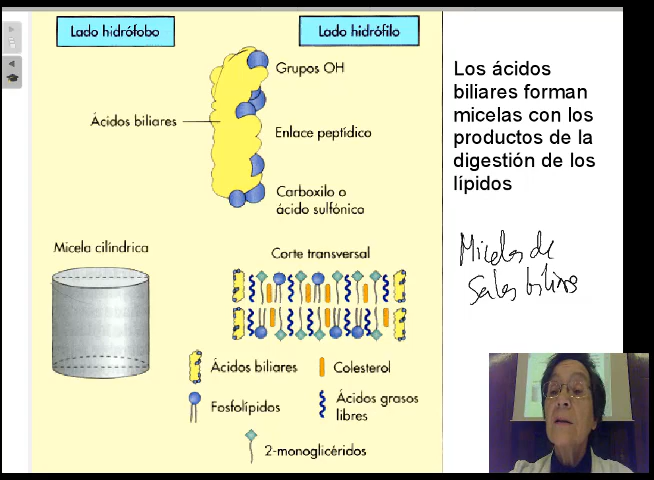 Lado hidrófobo
Lado hidrófilo
Grupos OH
Ácidos biliares
Enlace peptídico
Carboxilo o
ácido sulfónica
Micela cilíndrica
Corte transversal
Ácidos biliares
Colesterol
Fosfolípidos
Ácidos grasos
libres
2-monoglicéridos
Los ácidos
biliares forman
micelas con los
productos de la
digestión de los
lípidos
Micelas de
sales biliares